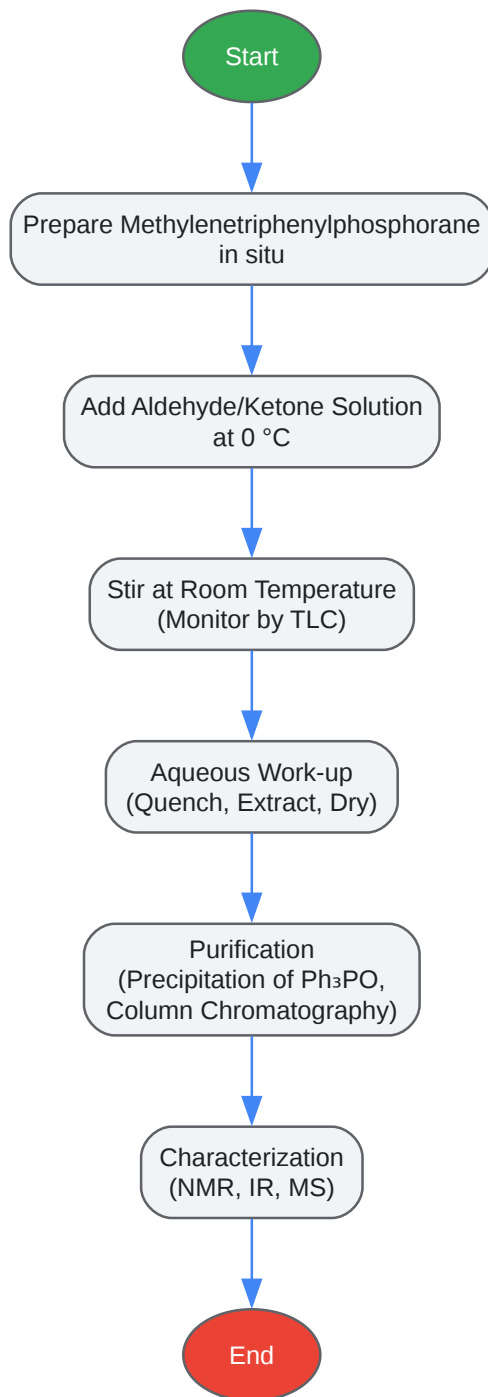 Start
Prepare Methylenetriphenylphosphorane
in situ
Add Aldehyde/Ketone Solution
at 0 °C
Stir at Room Temperature
(Monitor by TLC)
Aqueous Work-up
(Quench, Extract, Dry)
Purification
(Precipitation of Ph₃PO,
Column Chromatography)
Characterization
(NMR, IR, MS)
End